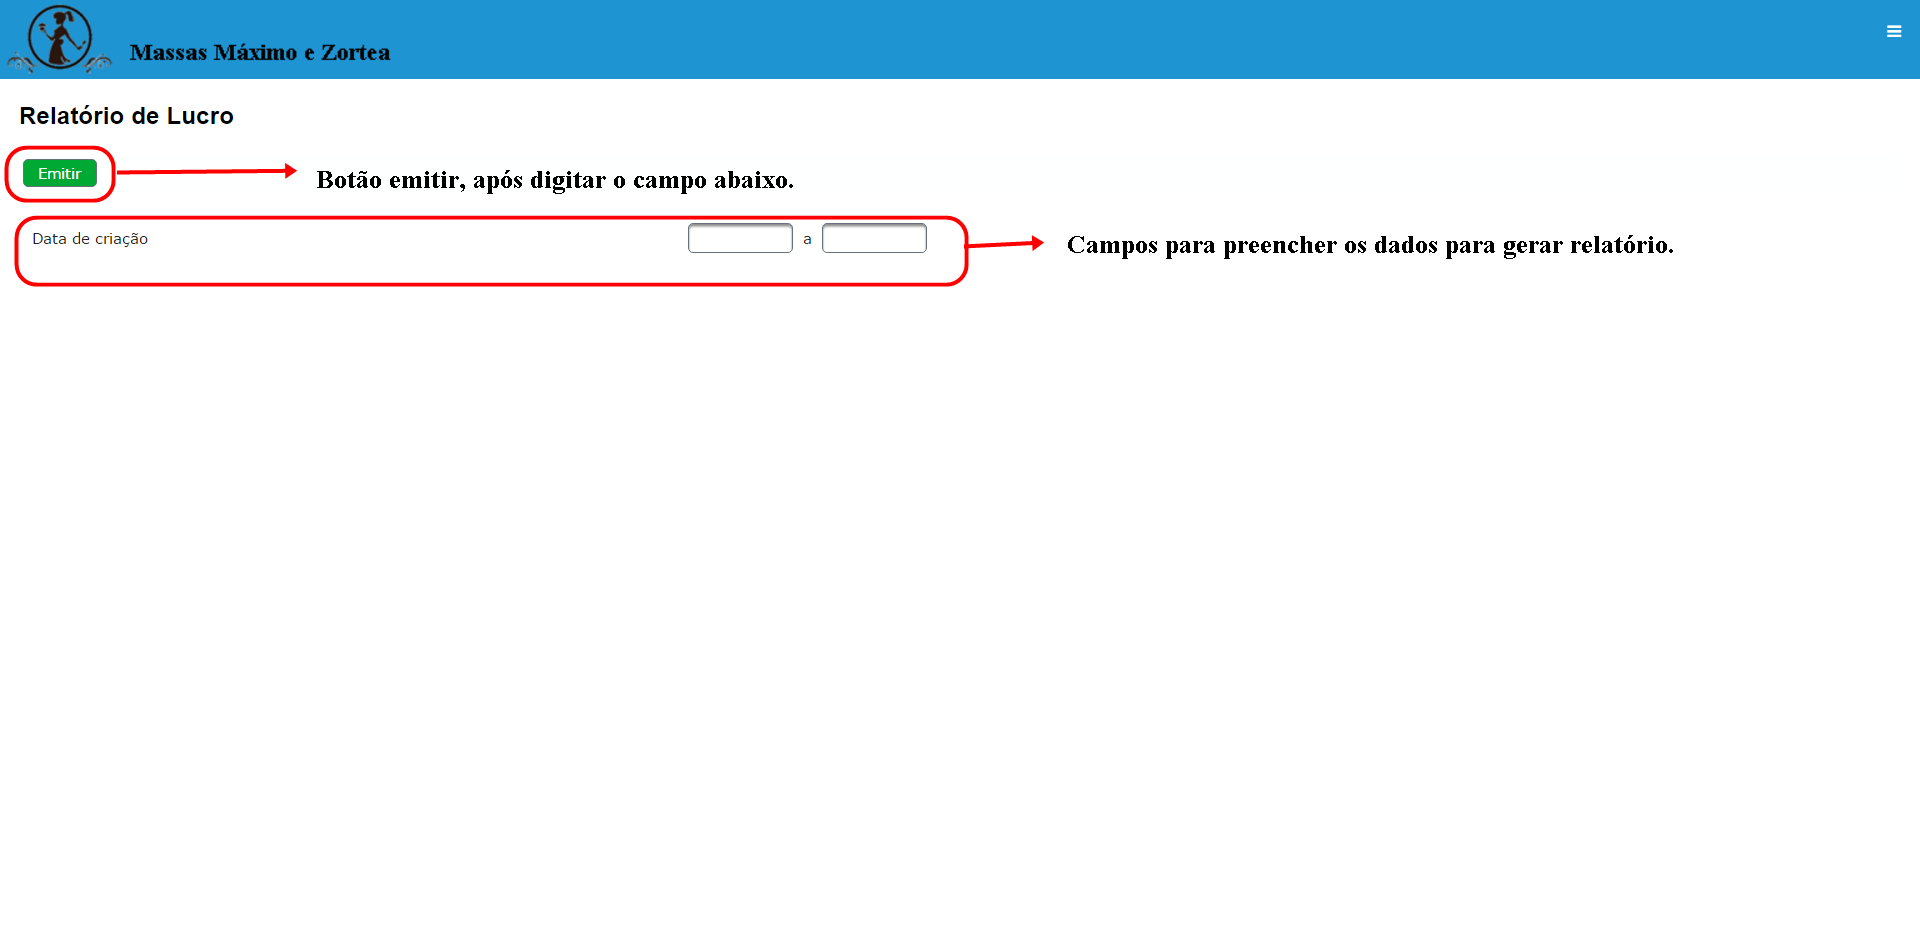 Massas Máximo e Zortea
Relatório de Lucro
Emitir
Botão emitir, após digitar o campo abaixo.
Data de criação
a
Campos para preencher os dados para gerar relatório.